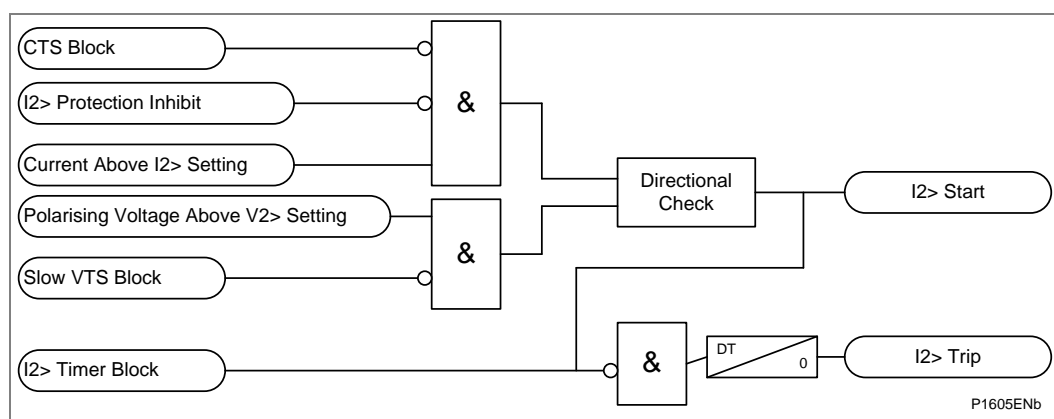 CTS Block
I2> Protection Inhibit
&
Current Above I2> Setting
Directional
Check
I2> Start
Polarising Voltage Above V2> Setting
&
Slow VTS Block
I2> Timer Block
&
DT
0
I2> Trip
P1605ENb